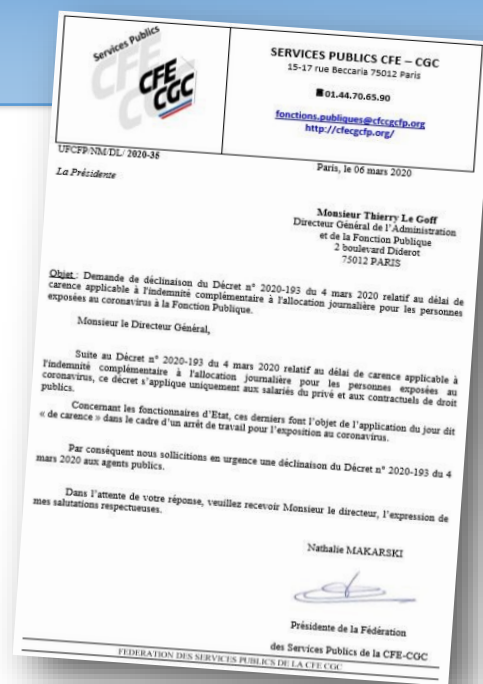 Services Publics
CFE
CGC
SERVICES PUBLICS CFE – CGC
15-17 rue Beccaria 75012 Paris
01.44.70.65.90
fonctions.publiques@cfecgcfp.org
http://cfecgcfp.org/
UFCFP/NM/DL/ 2020-36
Paris, le 06 mars 2020
La Présidente
Monsieur Thierry Le Goff
Directeur Général de l'Administration
et de la Fonction Publique
2 boulevard Diderot
75012 PARIS
Objet : Demande de déclinaison du Décret n° 2020-193 du 4 mars 2020 relatif au délai de
carence applicable à l'indemnité complémentaire à l'allocation journalière pour les personnes
exposées au coronavirus à la Fonction Publique.
Monsieur le Directeur Général,
Suite au Décret n° 2020-193 du 4 mars 2020 relatif au délai de carence applicable à
l'indemnité complémentaire à l'allocation journalière pour les personnes exposées au
coronavirus, ce décret s'applique uniquement aux salariés du privé et aux contractuels de droit
publics.
Concernant les fonctionnaires d'Etat, ces derniers font l'objet de l'application du jour dit
« de carence » dans le cadre d'un arrêt de travail pour l'exposition au coronavirus.
Par conséquent nous sollicitions en urgence une déclinaison du Décret n° 2020-193 du 4
mars 2020 aux agents publics.
Dans l'attente de votre réponse, veuillez recevoir Monsieur le directeur, l'expression de
mes salutations respectueuses.
Nathalie MAKARSKI
Présidente de la Fédération
des Services Publics de la CFE-CGC
FEDERATION DES SERVICES PUBLICS DE LA CFE CGC